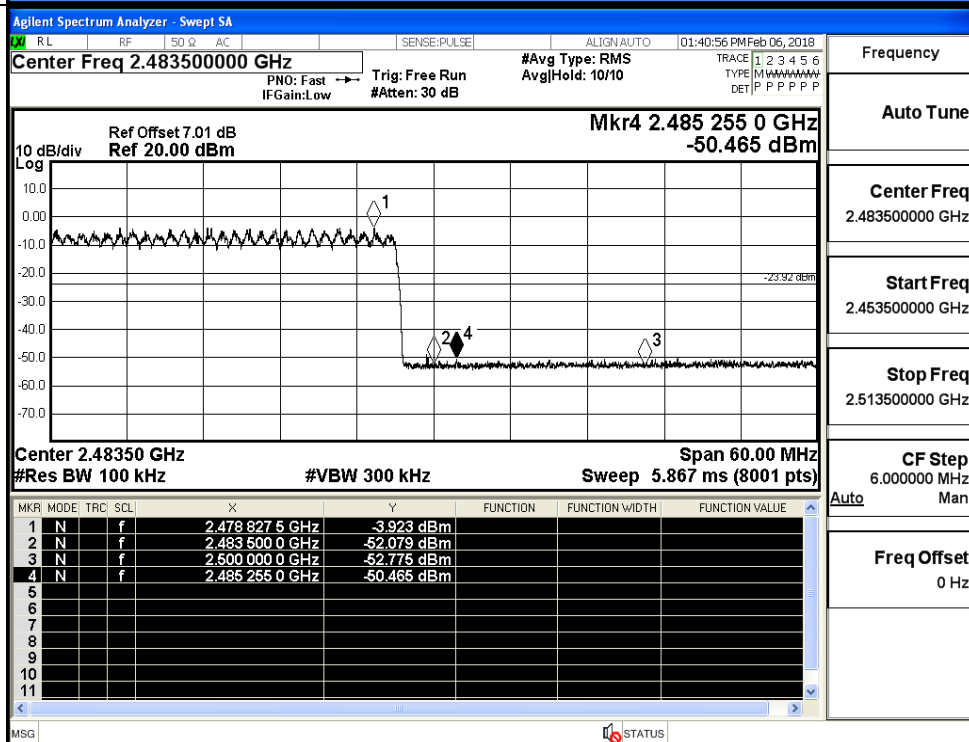 Agilent Spectrum Analyzer - Swept SA
LXI RL RF 50 Ω AC SENSE:PULSE ALIGN AUTO 01:40:56 PM Feb 06, 2018
Center Freq 2.483500000 GHz
PNO: Fast
IFGain:Low
Trig: Free Run
#Atten: 30 dB
#Avg Type: RMS
Avg|Hold: 10/10
TRACE 1 2 3 4 5 6
TYPE M WWWWW
DET P P P P P P
Ref Offset 7.01 dB
10 dB/div Ref 20.00 dBm
Log
Mkr4 2.485 255 0 GHz
-50.465 dBm
10.0
0.00
-10.0
-20.0
-30.0
-40.0
-50.0
-60.0
-70.0
1
-23.92 dBm
2 4
3
Center 2.48350 GHz Span 60.00 MHz
#Res BW 100 kHz #VBW 300 kHz Sweep 5.867 ms (8001 pts)
MKR MODE TRC SCL X Y FUNCTION FUNCTION WIDTH FUNCTION VALUE
1 N f 2.478 827 5 GHz -3.923 dBm
2 N f 2.483 500 0 GHz -52.079 dBm
3 N f 2.500 000 0 GHz -52.775 dBm
4 N f 2.485 255 0 GHz -50.465 dBm
5
6
7
8
9
10
11
MSG STATUS
Frequency
Auto Tune
Center Freq
2.483500000 GHz
Start Freq
2.453500000 GHz
Stop Freq
2.513500000 GHz
CF Step
6.000000 MHz
Auto Man
Freq Offset
0 Hz